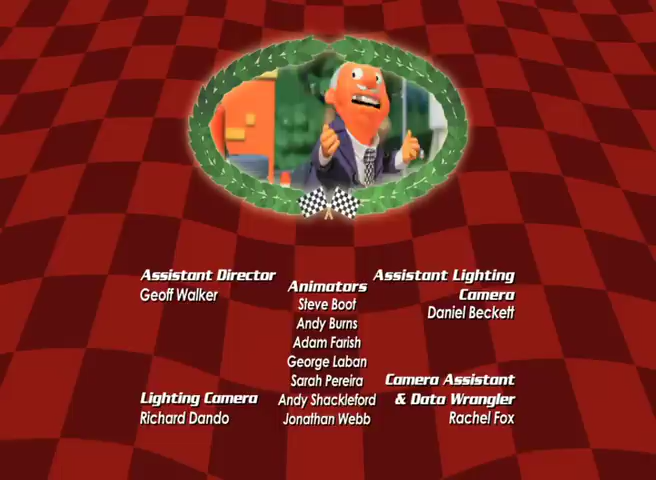 Assistant Director
Geoff Walker
Lighting Camera
Richard Dando
Animators
Steve Boot
Andy Burns
Adam Farish
George Laban
Sarah Pereira
Andy Shackleford
Jonathan Webb
Assistant Lighting
Camera
Daniel Beckett
Camera Assistant
& Data Wrangler
Rachel Fox